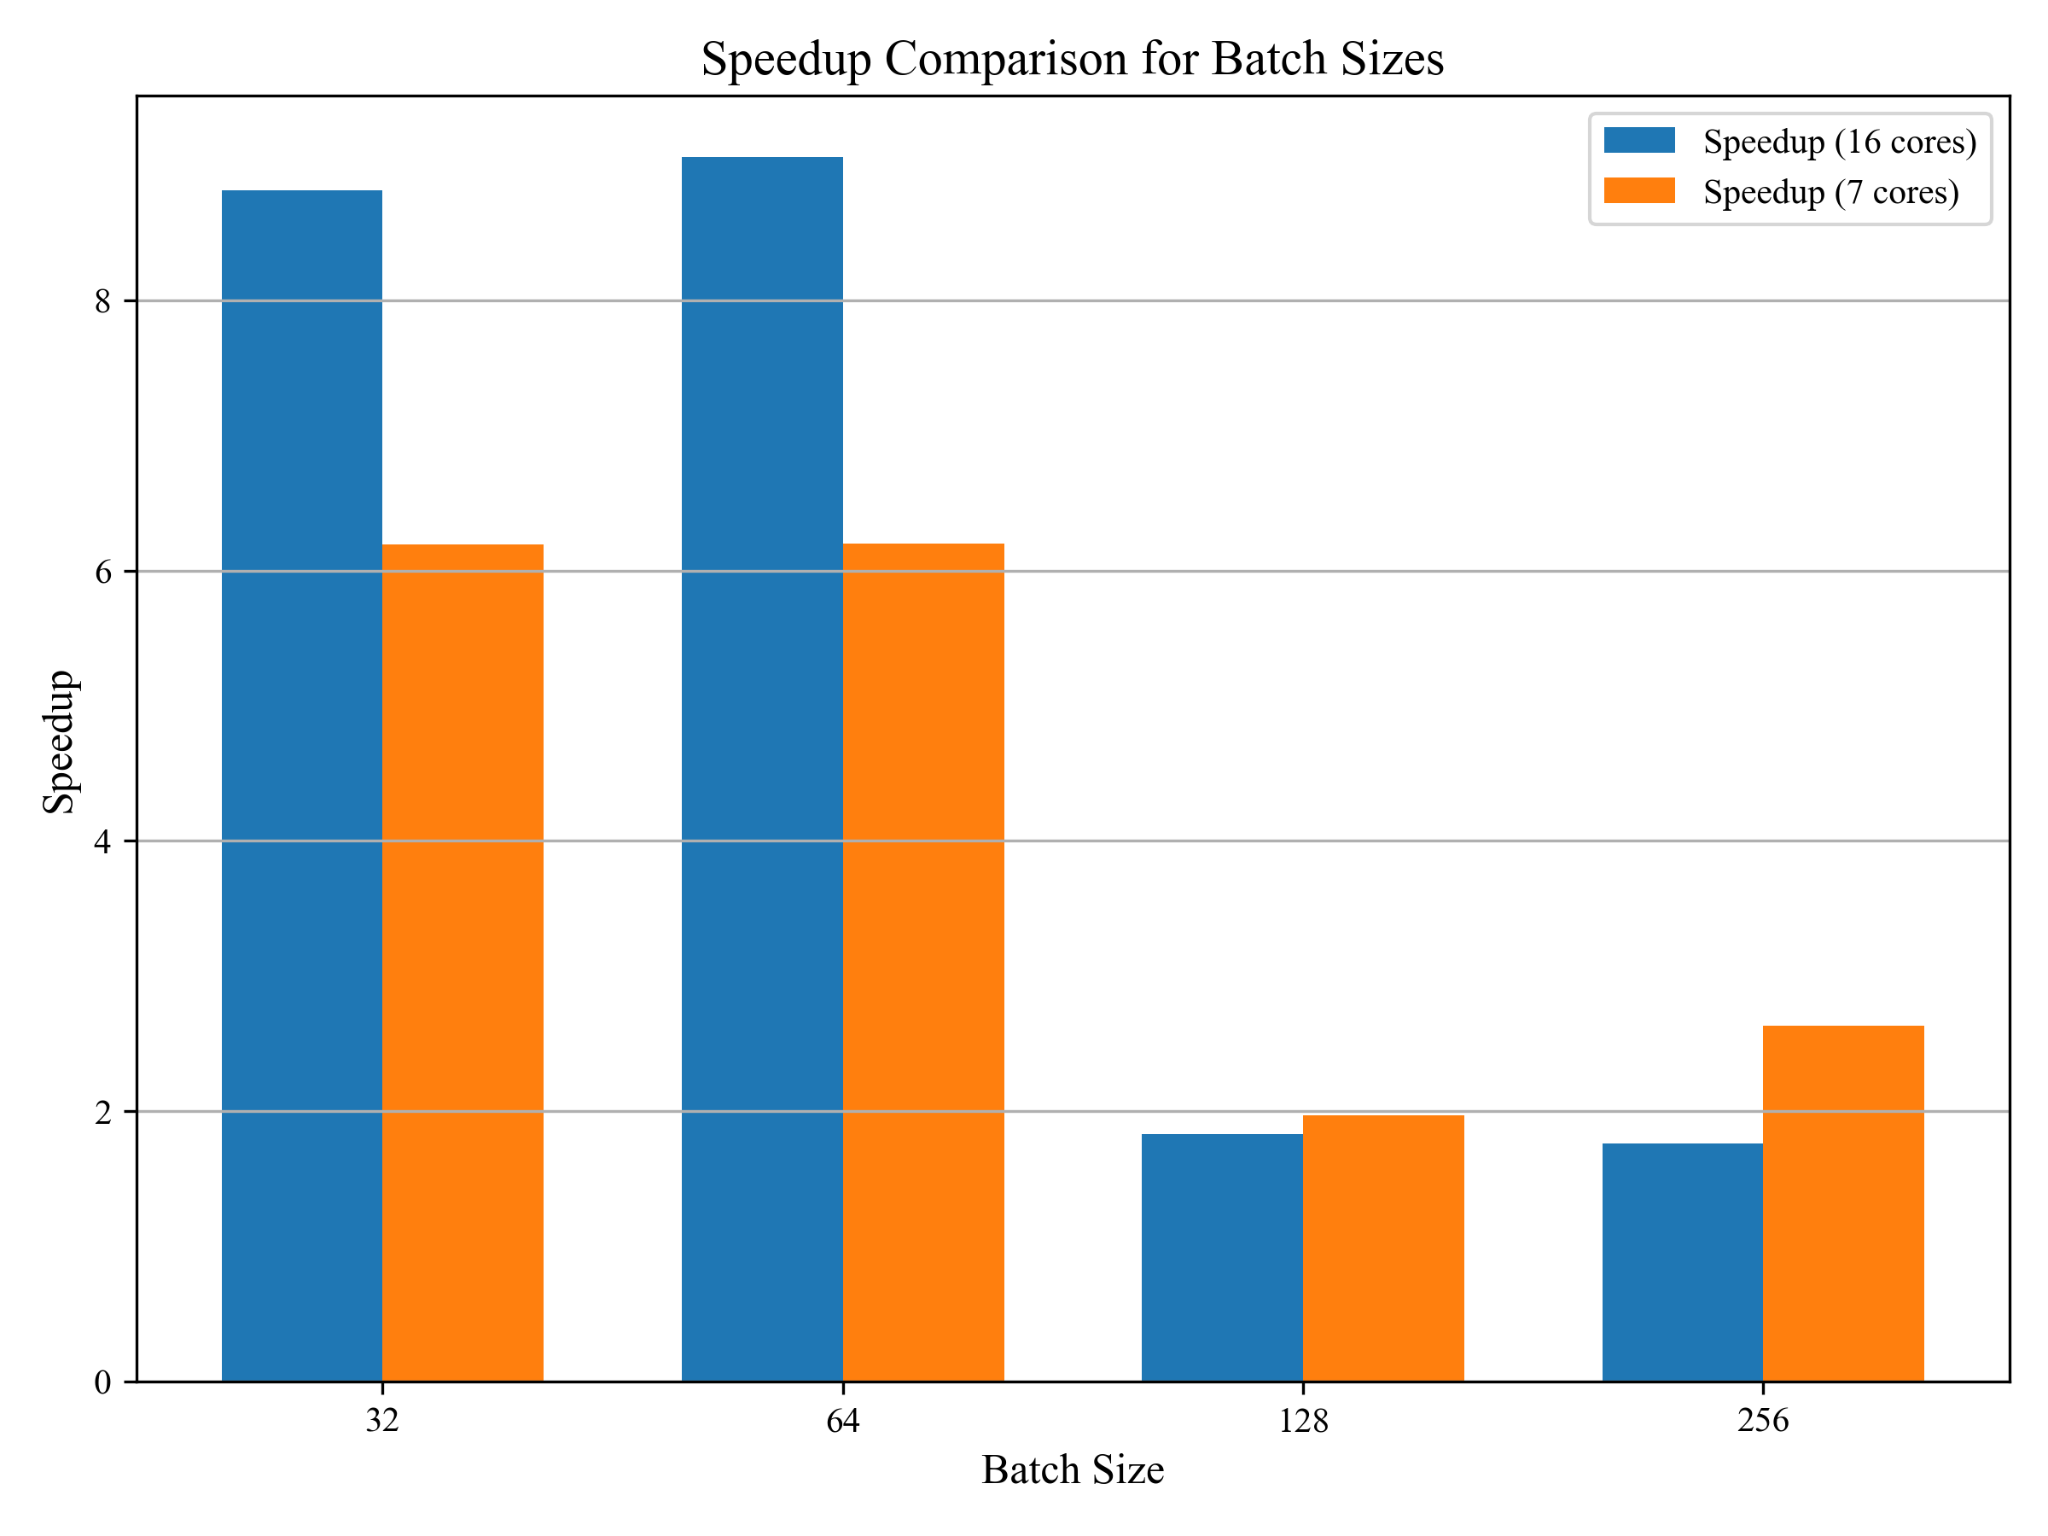 Speedup Comparison for Batch Sizes
Speedup (16 cores)
Speedup (7 cores)
8
6
4
2
0
Speedup
32 64 128 256
Batch Size